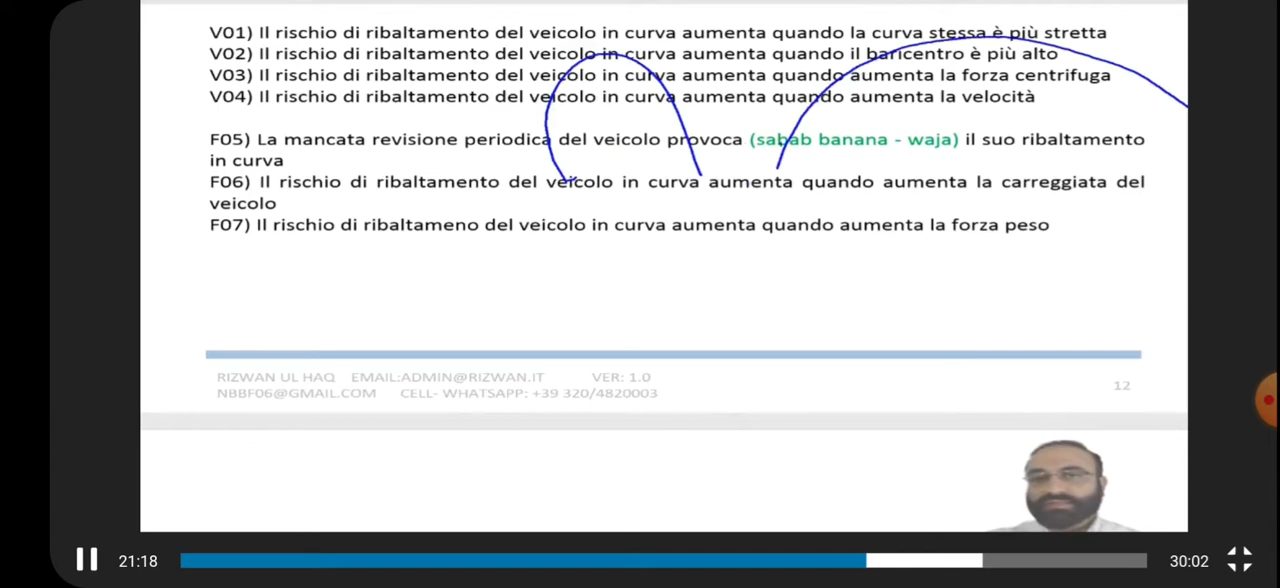 V01) Il rischio di ribaltamento del veicolo in curva aumenta quando la curva stessa è più stretta
V02) Il rischio di ribaltamento del veicolo in curva aumenta quando il baricentro è più alto
V03) Il rischio di ribaltamento del veicolo in curva aumenta quando aumenta la forza centrifuga
V04) Il rischio di ribaltamento del veicolo in curva aumenta quando aumenta la velocità
F05) La mancata revisione periodica del veicolo provoca (sabab banana - waja) il suo ribaltamento
in curva
F06) Il rischio di ribaltamento del veicolo in curva aumenta quando aumenta la carreggiata del
veicolo
F07) Il rischio di ribaltameno del veicolo in curva aumenta quando aumenta la forza peso
RIZWAN UL HAQ EMAIL:ADMIN@RIZWAN.IT VER: 1.0
NBBF06@GMAIL.COM CELL- WHATSAPP: +39 320/4820003
12
21:18
30:02